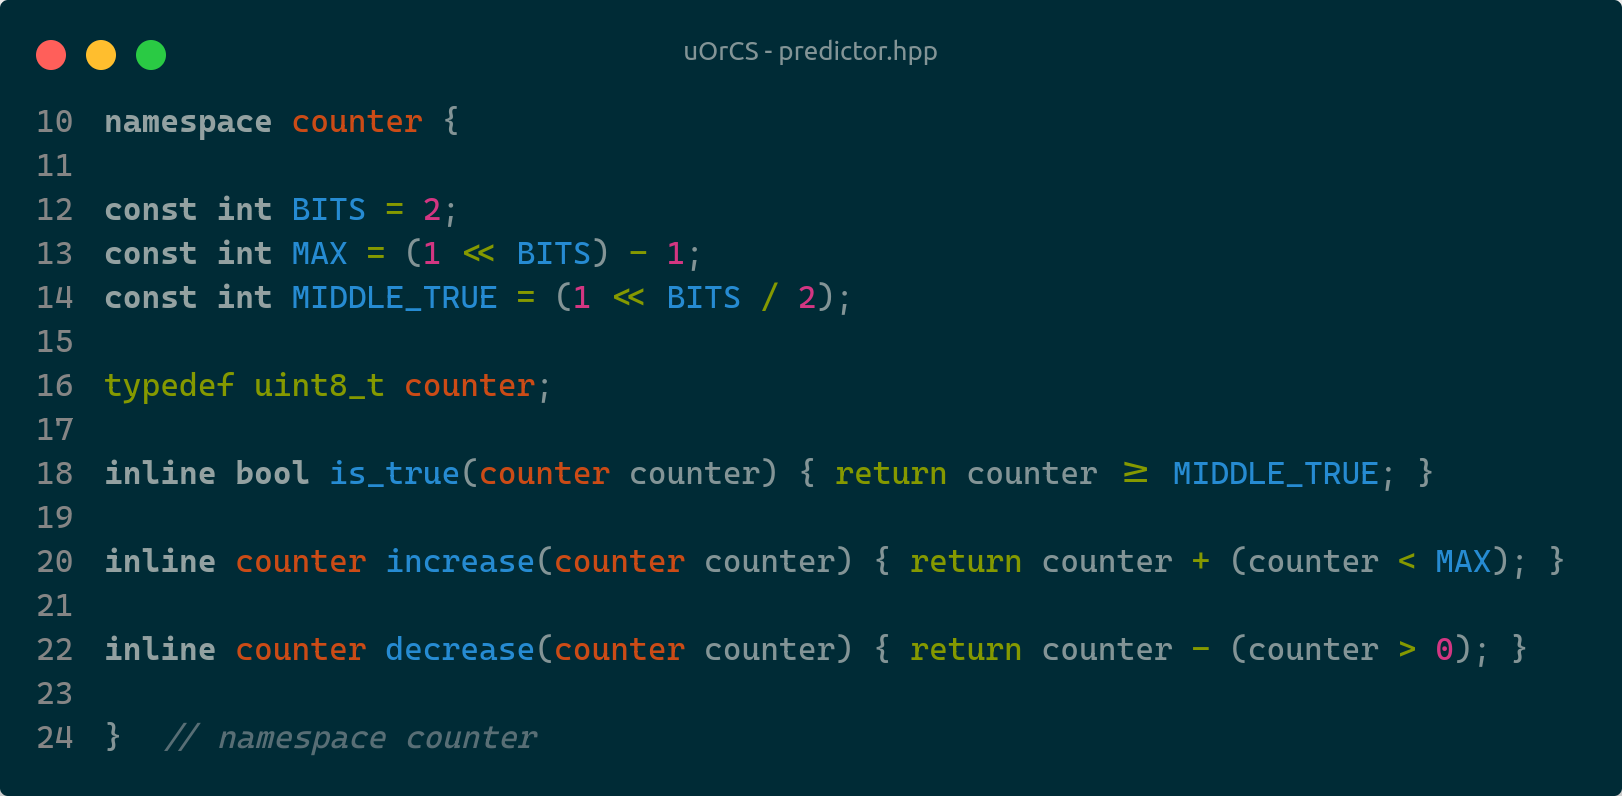 uOrCS - predictor.hpp
10 namespace counter {
11
12 const int BITS = 2;
13 const int MAX = (1 << BITS) - 1;
14 const int MIDDLE_TRUE = (1 << BITS / 2);
15
16 typedef uint8_t counter;
17
18 inline bool is_true(counter counter) { return counter >= MIDDLE_TRUE; }
19
20 inline counter increase(counter counter) { return counter + (counter < MAX); }
21
22 inline counter decrease(counter counter) { return counter - (counter > 0); }
23
24 }  // namespace counter